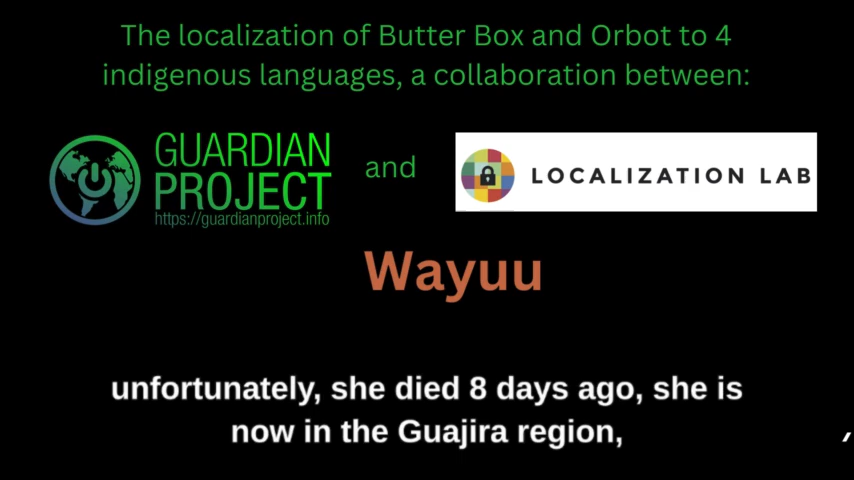 The localization of Butter Box and Orbot to 4
indigenous languages, a collaboration between:
GUARDIAN
PROJECT
https://guardianproject.info
and
LOCALIZATION LAB
Wayuu
unfortunately, she died 8 days ago, she is
now in the Guajira region,